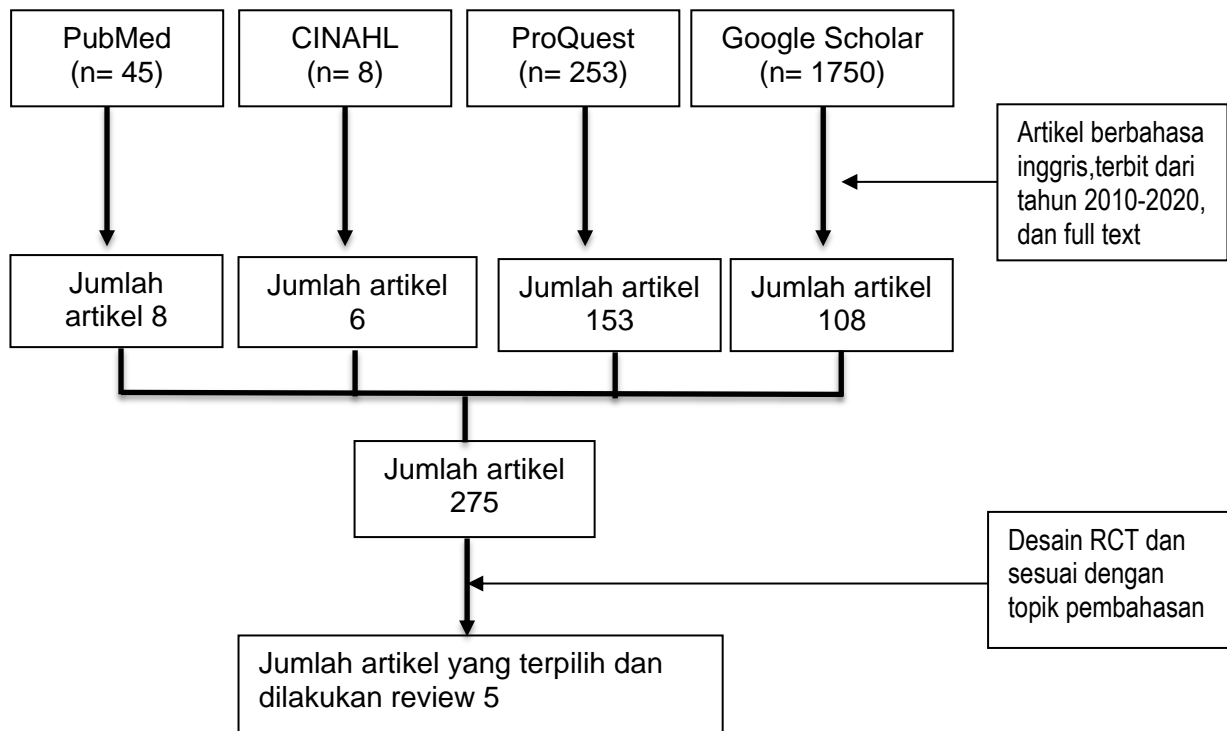 PubMed
(n= 45)
CINAHL
(n= 8)
ProQuest
(n= 253)
Google Scholar
(n= 1750)
Artikel berbahasa
inggris,terbit dari
tahun 2010-2020,
dan full text
Jumlah
artikel 8
Jumlah artikel
6
Jumlah artikel
153
Jumlah artikel
108
Jumlah artikel
275
Desain RCT dan
sesuai dengan
topik pembahasan
Jumlah artikel yang terpilih dan
dilakukan review 5